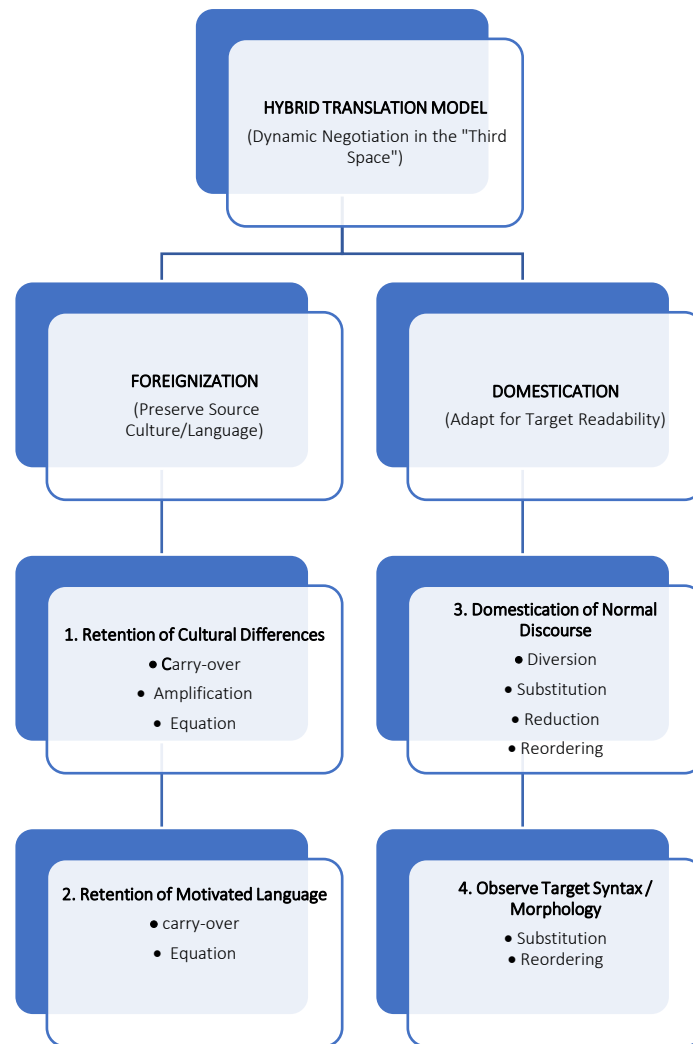 HYBRID TRANSLATION MODEL
(Dynamic Negotiation in the "Third
Space")
FOREIGNIZATION
(Preserve Source
Culture/Language)
DOMESTICATION
(Adapt for Target Readability)
1. Retention of Cultural Differences
● Carry-over
● Amplification
● Equation
3. Domestication of Normal
Discourse
● Diversion
● Substitution
● Reduction
● Reordering
2. Retention of Motivated Language
● carry-over
● Equation
4. Observe Target Syntax /
Morphology
● Substitution
● Reordering